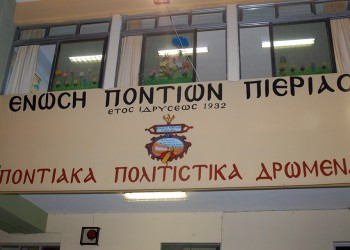 ΕΝΩΣΗ ΠΟΝΤΙΩΝ ΠΙΕΡΙΑΣ
ΕΤΟΣ ΙΔΡΥΣΕΩΣ 1932
ΠΟΝΤΙΑΚΑ ΠΟΛΙΤΙΣΤΙΚΑ ΔΡΩΜΕΝΑ